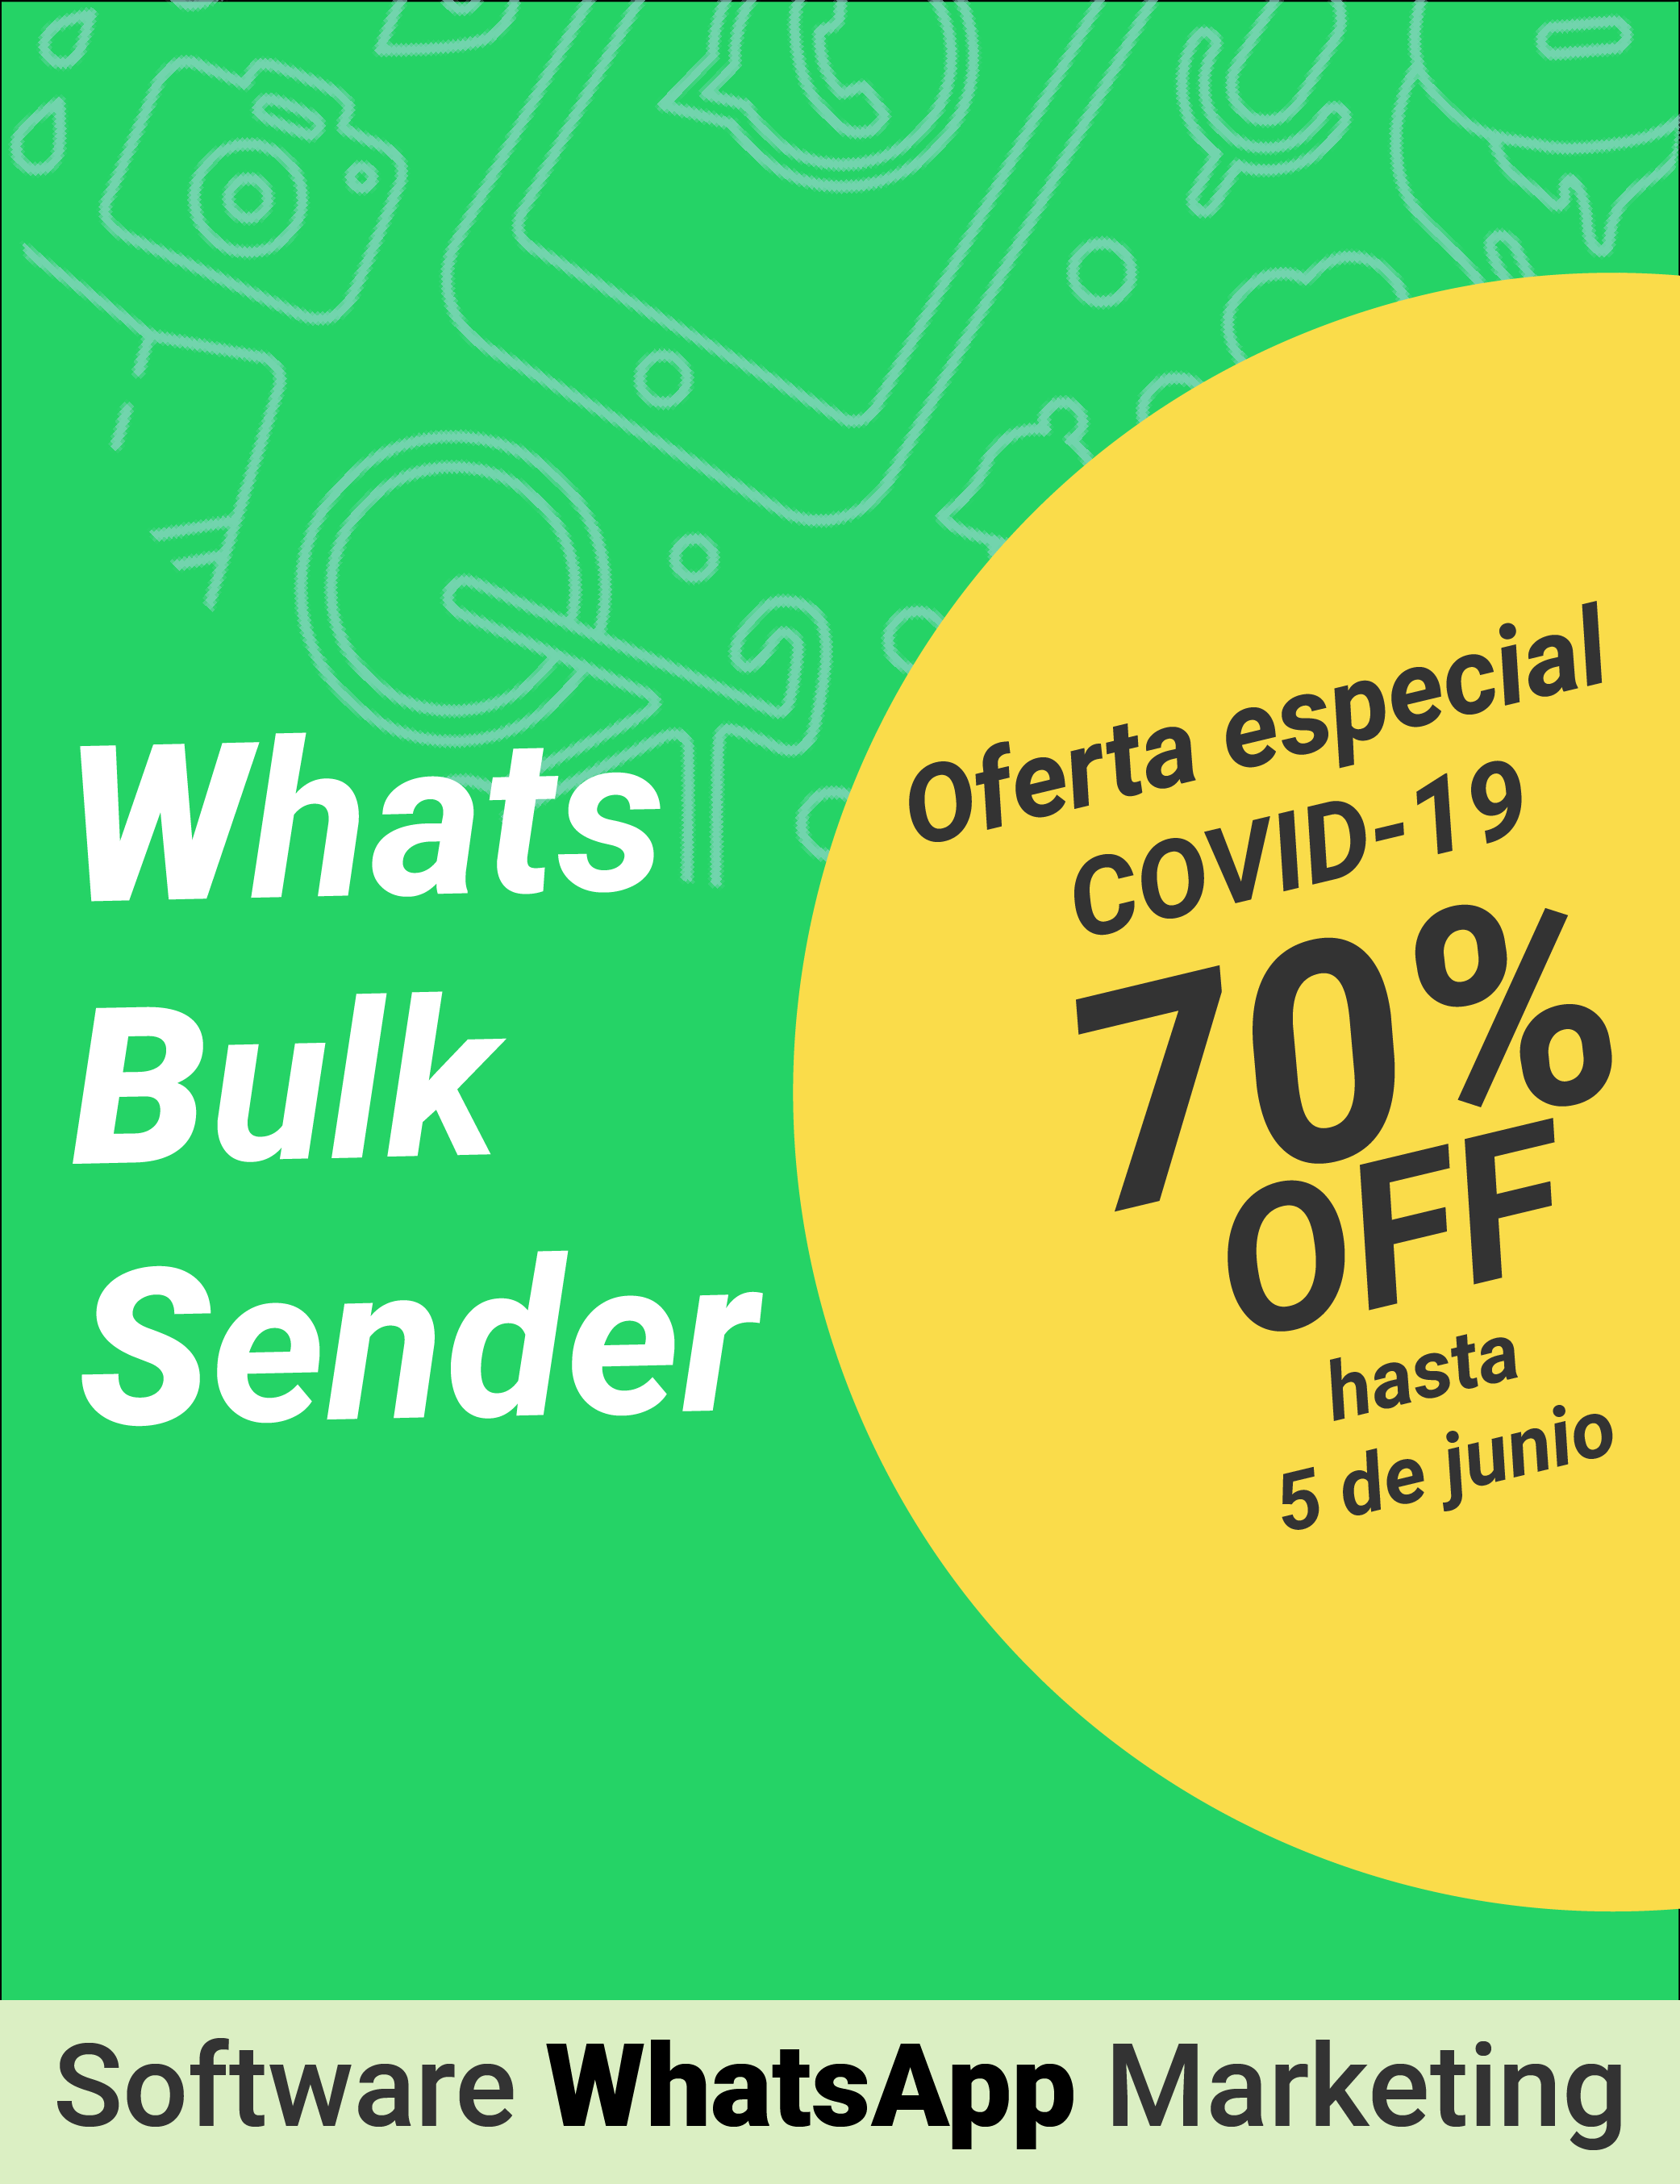 Whats
Bulk
Sender
Oferta especial
COVID-19
70%
OFF
hasta
5 de junio
Software WhatsApp Marketing